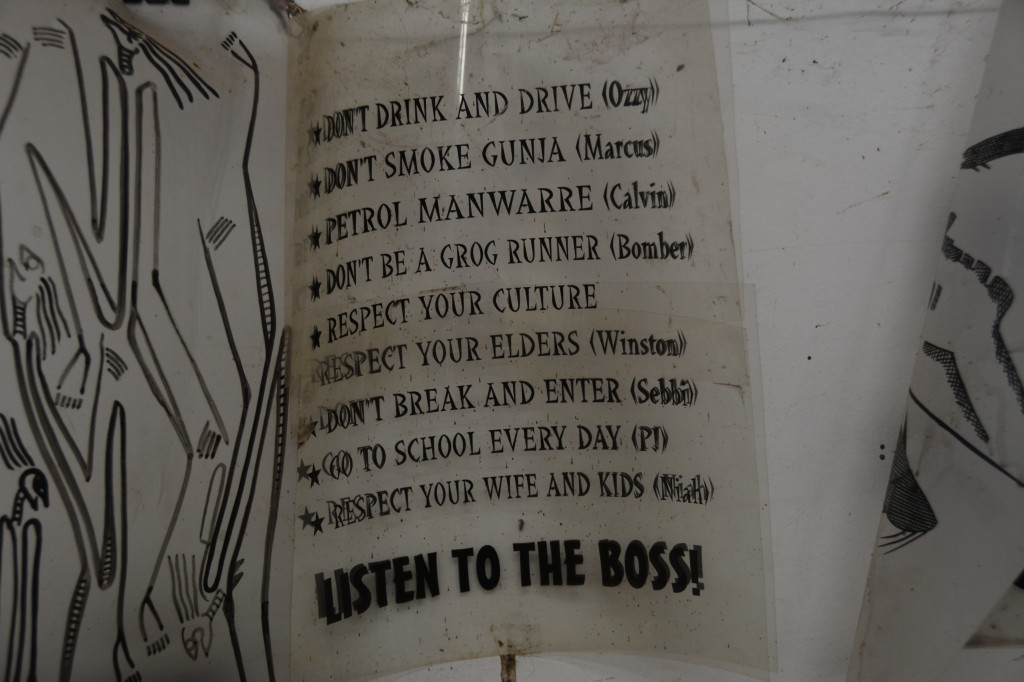 ★ DON'T DRINK AND DRIVE (Ozzy)
★ DON'T SMOKE GUNJA (Marcus)
★ PETROL MANWARRE (Calvin)
★ DON'T BE A GROG RUNNER (Bomber)
★ RESPECT YOUR CULTURE
RESPECT YOUR ELDERS (Winston)
★ DON'T BREAK AND ENTER (Sebbi)
★ GO TO SCHOOL EVERY DAY (PJ)
★ RESPECT YOUR WIFE AND KIDS (Niah)
LISTEN TO THE BOSS!